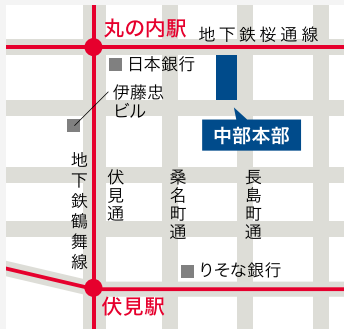 丸の内駅
地下鉄桜通線
日本銀行
伊藤忠
ビル
中部本部
地下鉄鶴舞線
伏見通
桑名町通
長島町通
りそな銀行
伏見駅